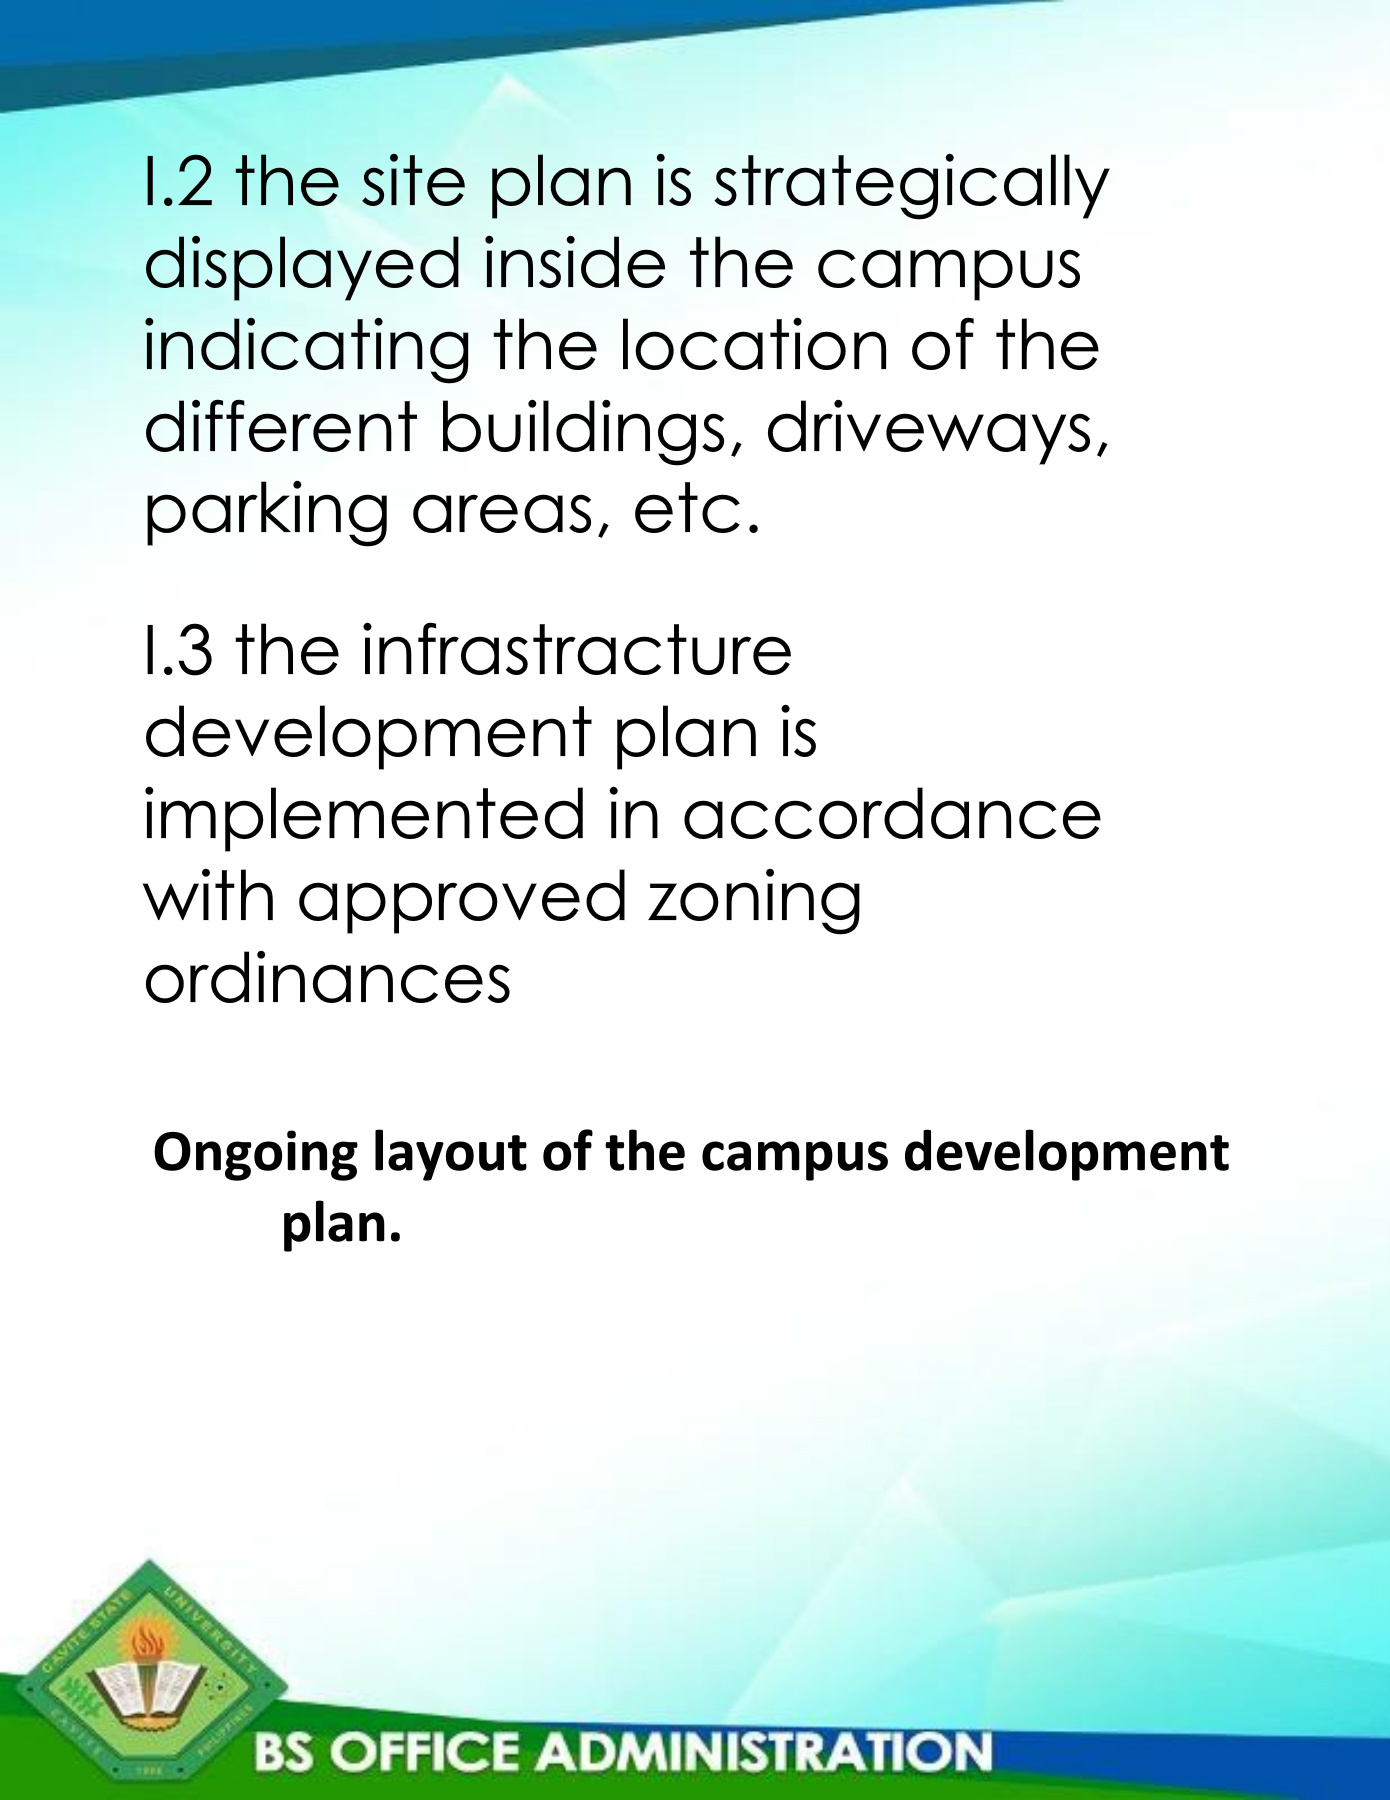 I.2 the site plan is strategically
displayed inside the campus
indicating the location of the
different buildings, driveways,
parking areas, etc.
I.3 the infrastracture
development plan is
implemented in accordance
with approved zoning
ordinances
Ongoing layout of the campus development
plan.
CAVITE STATE UNIVERSITY
CAVITE PHILIPPINES
1906
BS OFFICE ADMINISTRATION